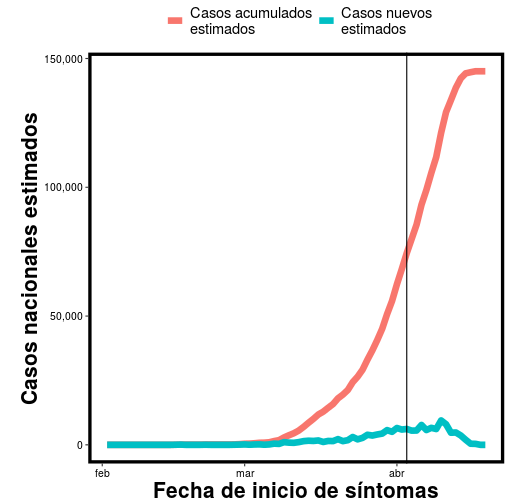 Casos acumulados
estimados
Casos nuevos
estimados
Casos nacionales estimados
150,000
100,000
50,000
0
feb
mar
abr
Fecha de inicio de síntomas